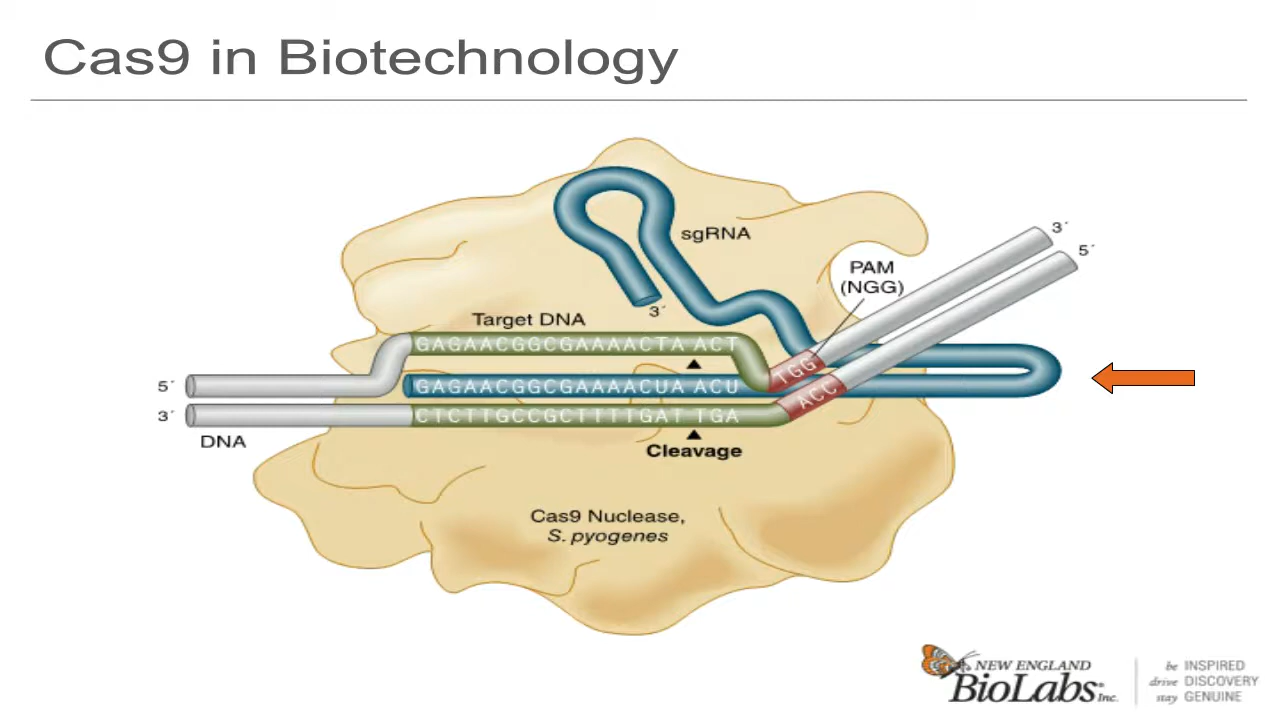 Cas9 in Biotechnology
3´
5´
sgRNA
PAM
(NGG)
3´
Target DNA
GAGAACGGCGAAAACTA ACT
TGG
5´
GAGAACGGCGAAAACUA ACU
ACC
3´
CTCTTGCCGCTTTTGAT TGA
DNA
Cleavage
Cas9 Nuclease,
S. pyogenes
NEW ENGLAND
BioLabs® Inc.
be INSPIRED
drive DISCOVERY
stay GENUINE